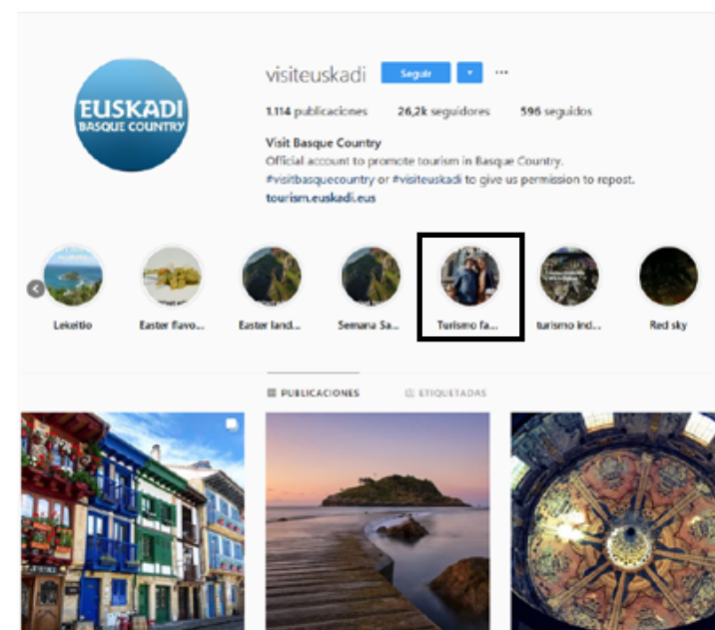 EUSKADI
BASQUE COUNTRY
visiteuskadi Seguir
1.114 publicaciones 26,2k seguidores 596 seguidos
Visit Basque Country
Official account to promote tourism in Basque Country.
#visitbasquecountry or #visiteuskadi to give us permission to repost.
tourism.euskadi.eus
Lekeitio Easter flavo... Easter land... Semana Sa... Turismo fa... turismo ind... Red sky
PUBLICACIONES ETIQUETADAS